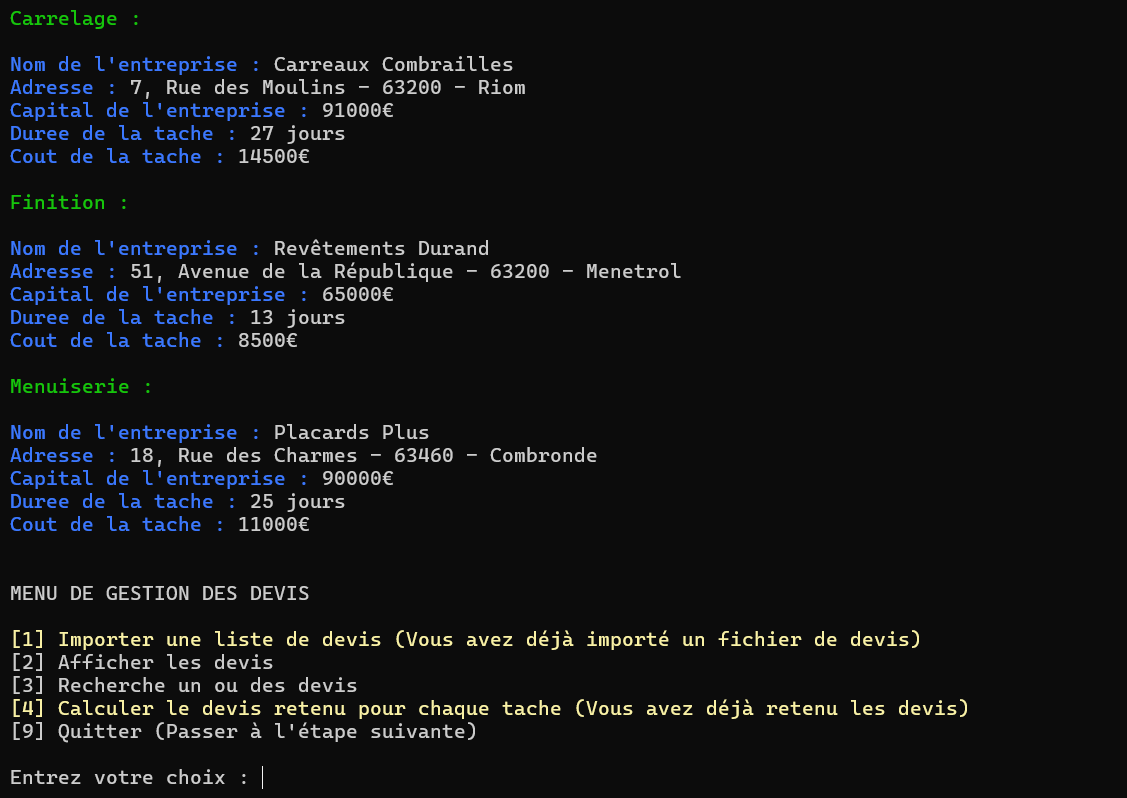 Carrelage :
Nom de l'entreprise : Carreaux Combrailles
Adresse : 7, Rue des Moulins - 63200 - Riom
Capital de l'entreprise : 91000€
Duree de la tache : 27 jours
Cout de la tache : 14500€
Finition :
Nom de l'entreprise : Revêtements Durand
Adresse : 51, Avenue de la République - 63200 - Menetrol
Capital de l'entreprise : 65000€
Duree de la tache : 13 jours
Cout de la tache : 8500€
Menuiserie :
Nom de l'entreprise : Placards Plus
Adresse : 18, Rue des Charmes - 63460 - Combronde
Capital de l'entreprise : 90000€
Duree de la tache : 25 jours
Cout de la tache : 11000€
MENU DE GESTION DES DEVIS
[1] Importer une liste de devis (Vous avez déjà importé un fichier de devis)
[2] Afficher les devis
[3] Recherche un ou des devis
[4] Calculer le devis retenu pour chaque tache (Vous avez déjà retenu les devis)
[9] Quitter (Passer à l'étape suivante)
Entrez votre choix :